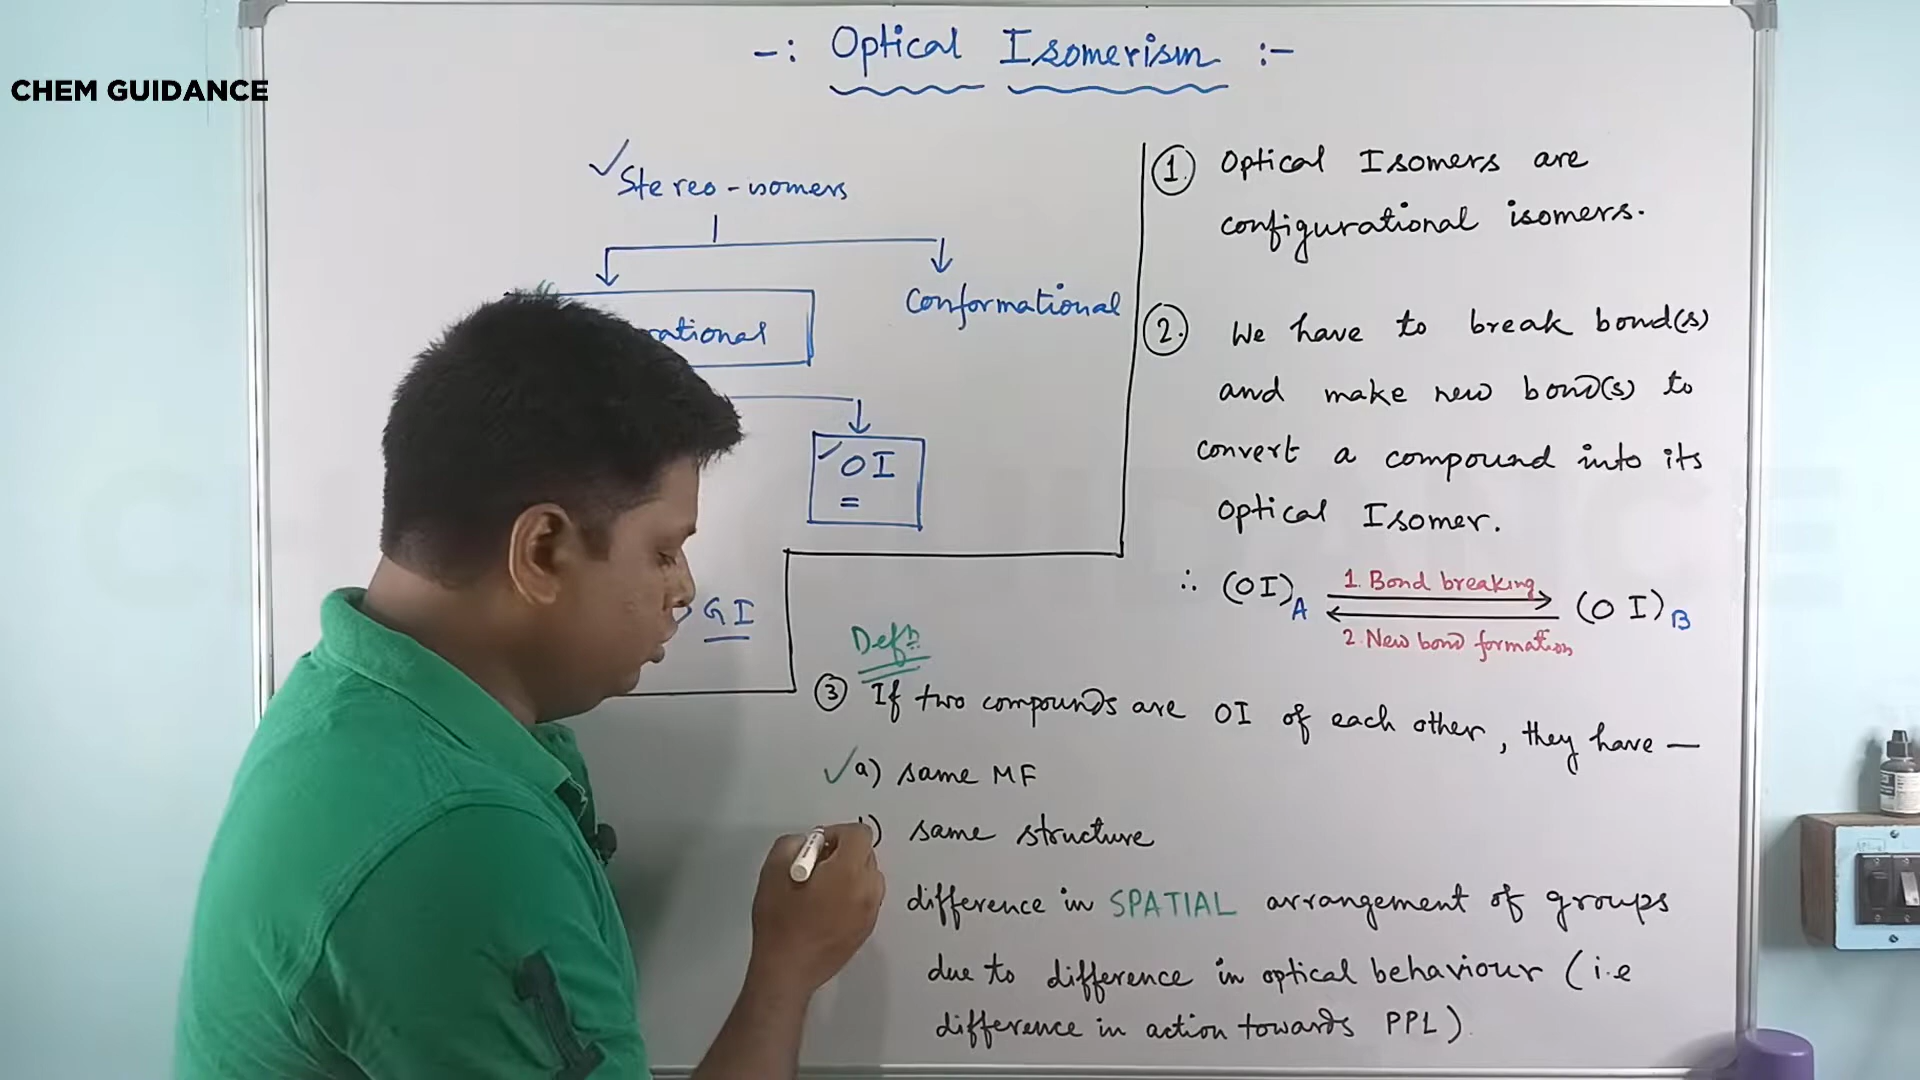 CHEM GUIDANCE
-: Optical Isomerism :-
Stereo-isomers
rational
Conformational
OI
GI
1. Optical Isomers are
configurational isomers.
2. We have to break bond(s)
and make new bond(s) to
convert a compound into its
optical Isomer.
∴ (OI)A 1. Bond breaking (OI)B
2. New bond formation
Defn
3 If two compounds are OI of each other, they have —
a) same MF
) same structure
difference in SPATIAL arrangement of groups
due to difference in optical behaviour (i.e
difference in action towards PPL).